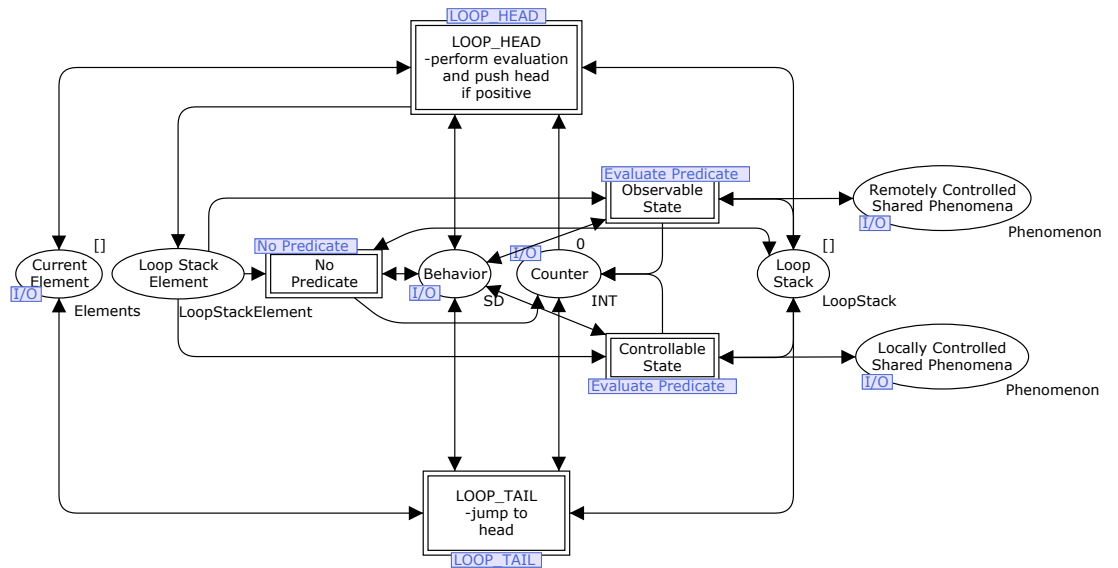 LOOP_HEAD
LOOP_HEAD
-perform evaluation
and push head
if positive
Evaluate Predicate
Observable
State
Remotely Controlled
Shared Phenomena
I/O
Phenomenon
[]
Current
Element
I/O
Elements
Loop Stack
Element
LoopStackElement
No Predicate
No
Predicate
Behavior
I/O
SD
I/O
0
Counter
INT
[]
Loop
Stack
LoopStack
Controllable
State
Evaluate Predicate
Locally Controlled
Shared Phenomena
I/O
Phenomenon
LOOP_TAIL
-jump to
head
LOOP_TAIL